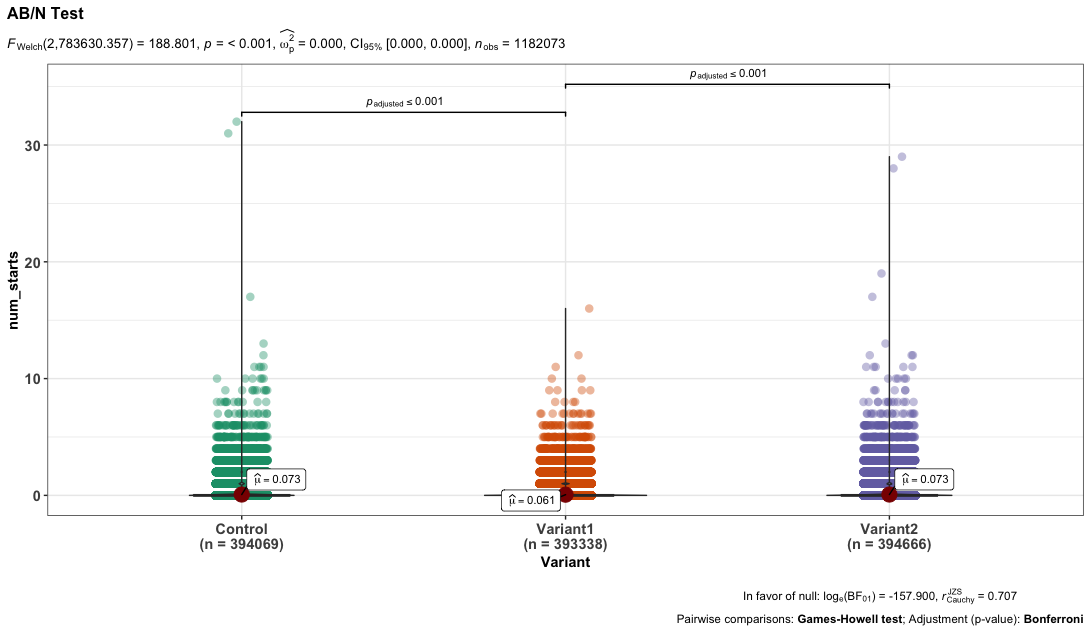 AB/N Test
F_Welch(2,783630.357) = 188.801, p = < 0.001, ω̂²_p = 0.000, CI_95% [0.000, 0.000], n_obs = 1182073
p_adjusted ≤ 0.001
p_adjusted ≤ 0.001
30
20
10
0
num_starts
μ̂ = 0.073
μ̂ = 0.061
μ̂ = 0.073
Control
(n = 394069)
Variant1
(n = 393338)
Variant2
(n = 394666)
Variant
In favor of null: log_e(BF_01) = -157.900, r^JZS_Cauchy = 0.707
Pairwise comparisons: Games-Howell test; Adjustment (p-value): Bonferroni